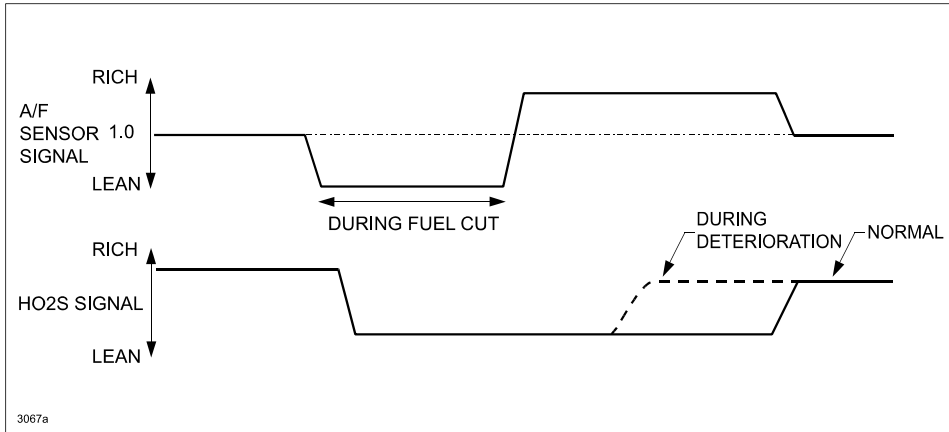 RICH
A/F
SENSOR 1.0
SIGNAL
LEAN
DURING FUEL CUT
RICH
HO2S SIGNAL
LEAN
DURING
DETERIORATION
NORMAL
3067a